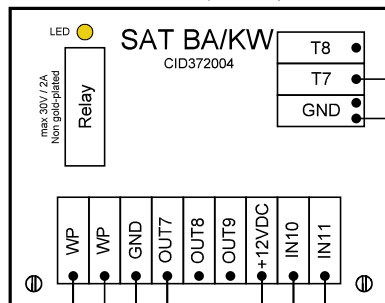 LED
SAT BA/KW
CID372004
T8
T7
GND
max 30V / 2A
Non gold-plated
Relay
WP
WP
GND
OUT7
OUT8
OUT9
+12VDC
IN10
IN11